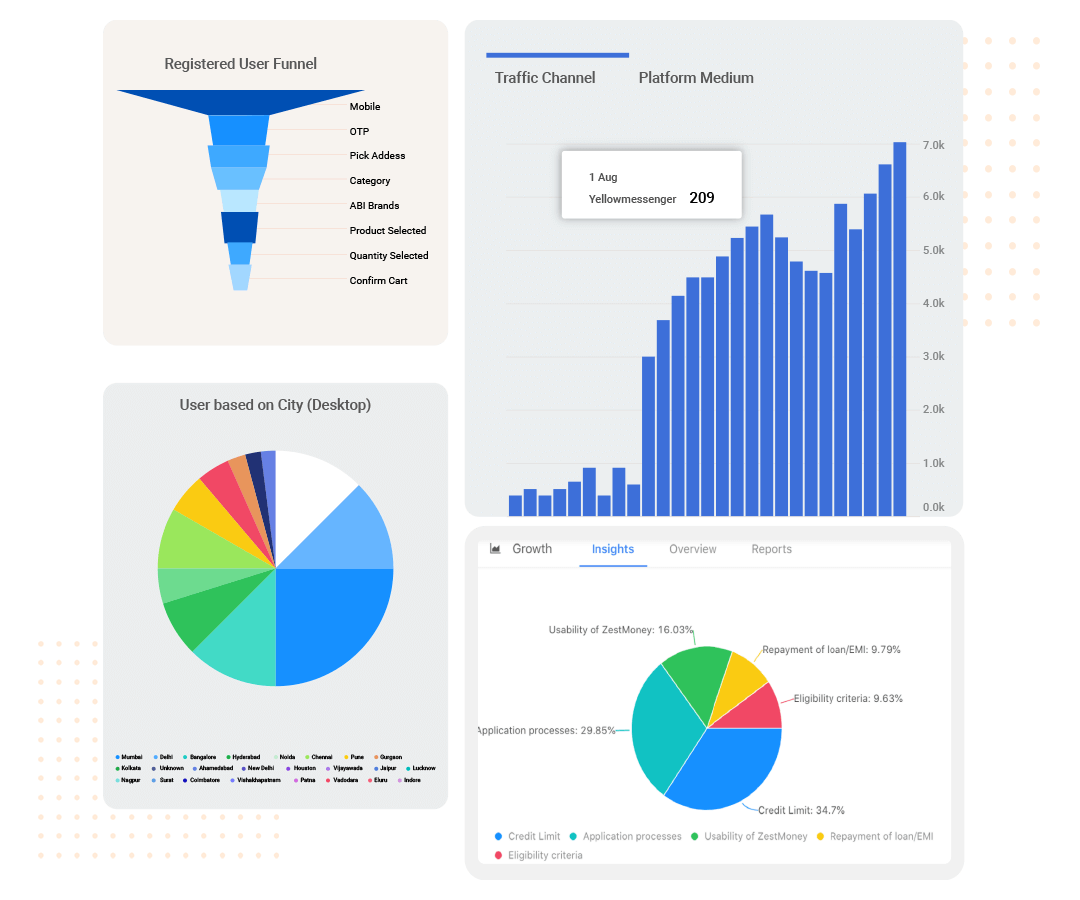 Registered User Funnel
Mobile
OTP
Pick Addess
Category
ABI Brands
Product Selected
Quantity Selected
Confirm Cart
Traffic Channel Platform Medium
1 Aug
Yellowmessenger 209
7.0k
6.0k
5.0k
4.0k
3.0k
2.0k
1.0k
0.0k
User based on City (Desktop)
Mumbai Delhi Bangalore Hyderabad Noida Chennai Pune Gurgaon
Kolkata Unknown Ahamedabad New Delhi Houston Vijayawada Jaipur Lucknow
Nagpur Surat Coimbatore Vishakhapatnam Patna Vadodara Eluru Indore
Growth Insights Overview Reports
Usability of ZestMoney: 16.03%
Repayment of loan/EMI: 9.79%
Eligibility criteria: 9.63%
Application processes: 29.85%
Credit Limit: 34.7%
Credit Limit Application processes Usability of ZestMoney Repayment of loan/EMI
Eligibility criteria